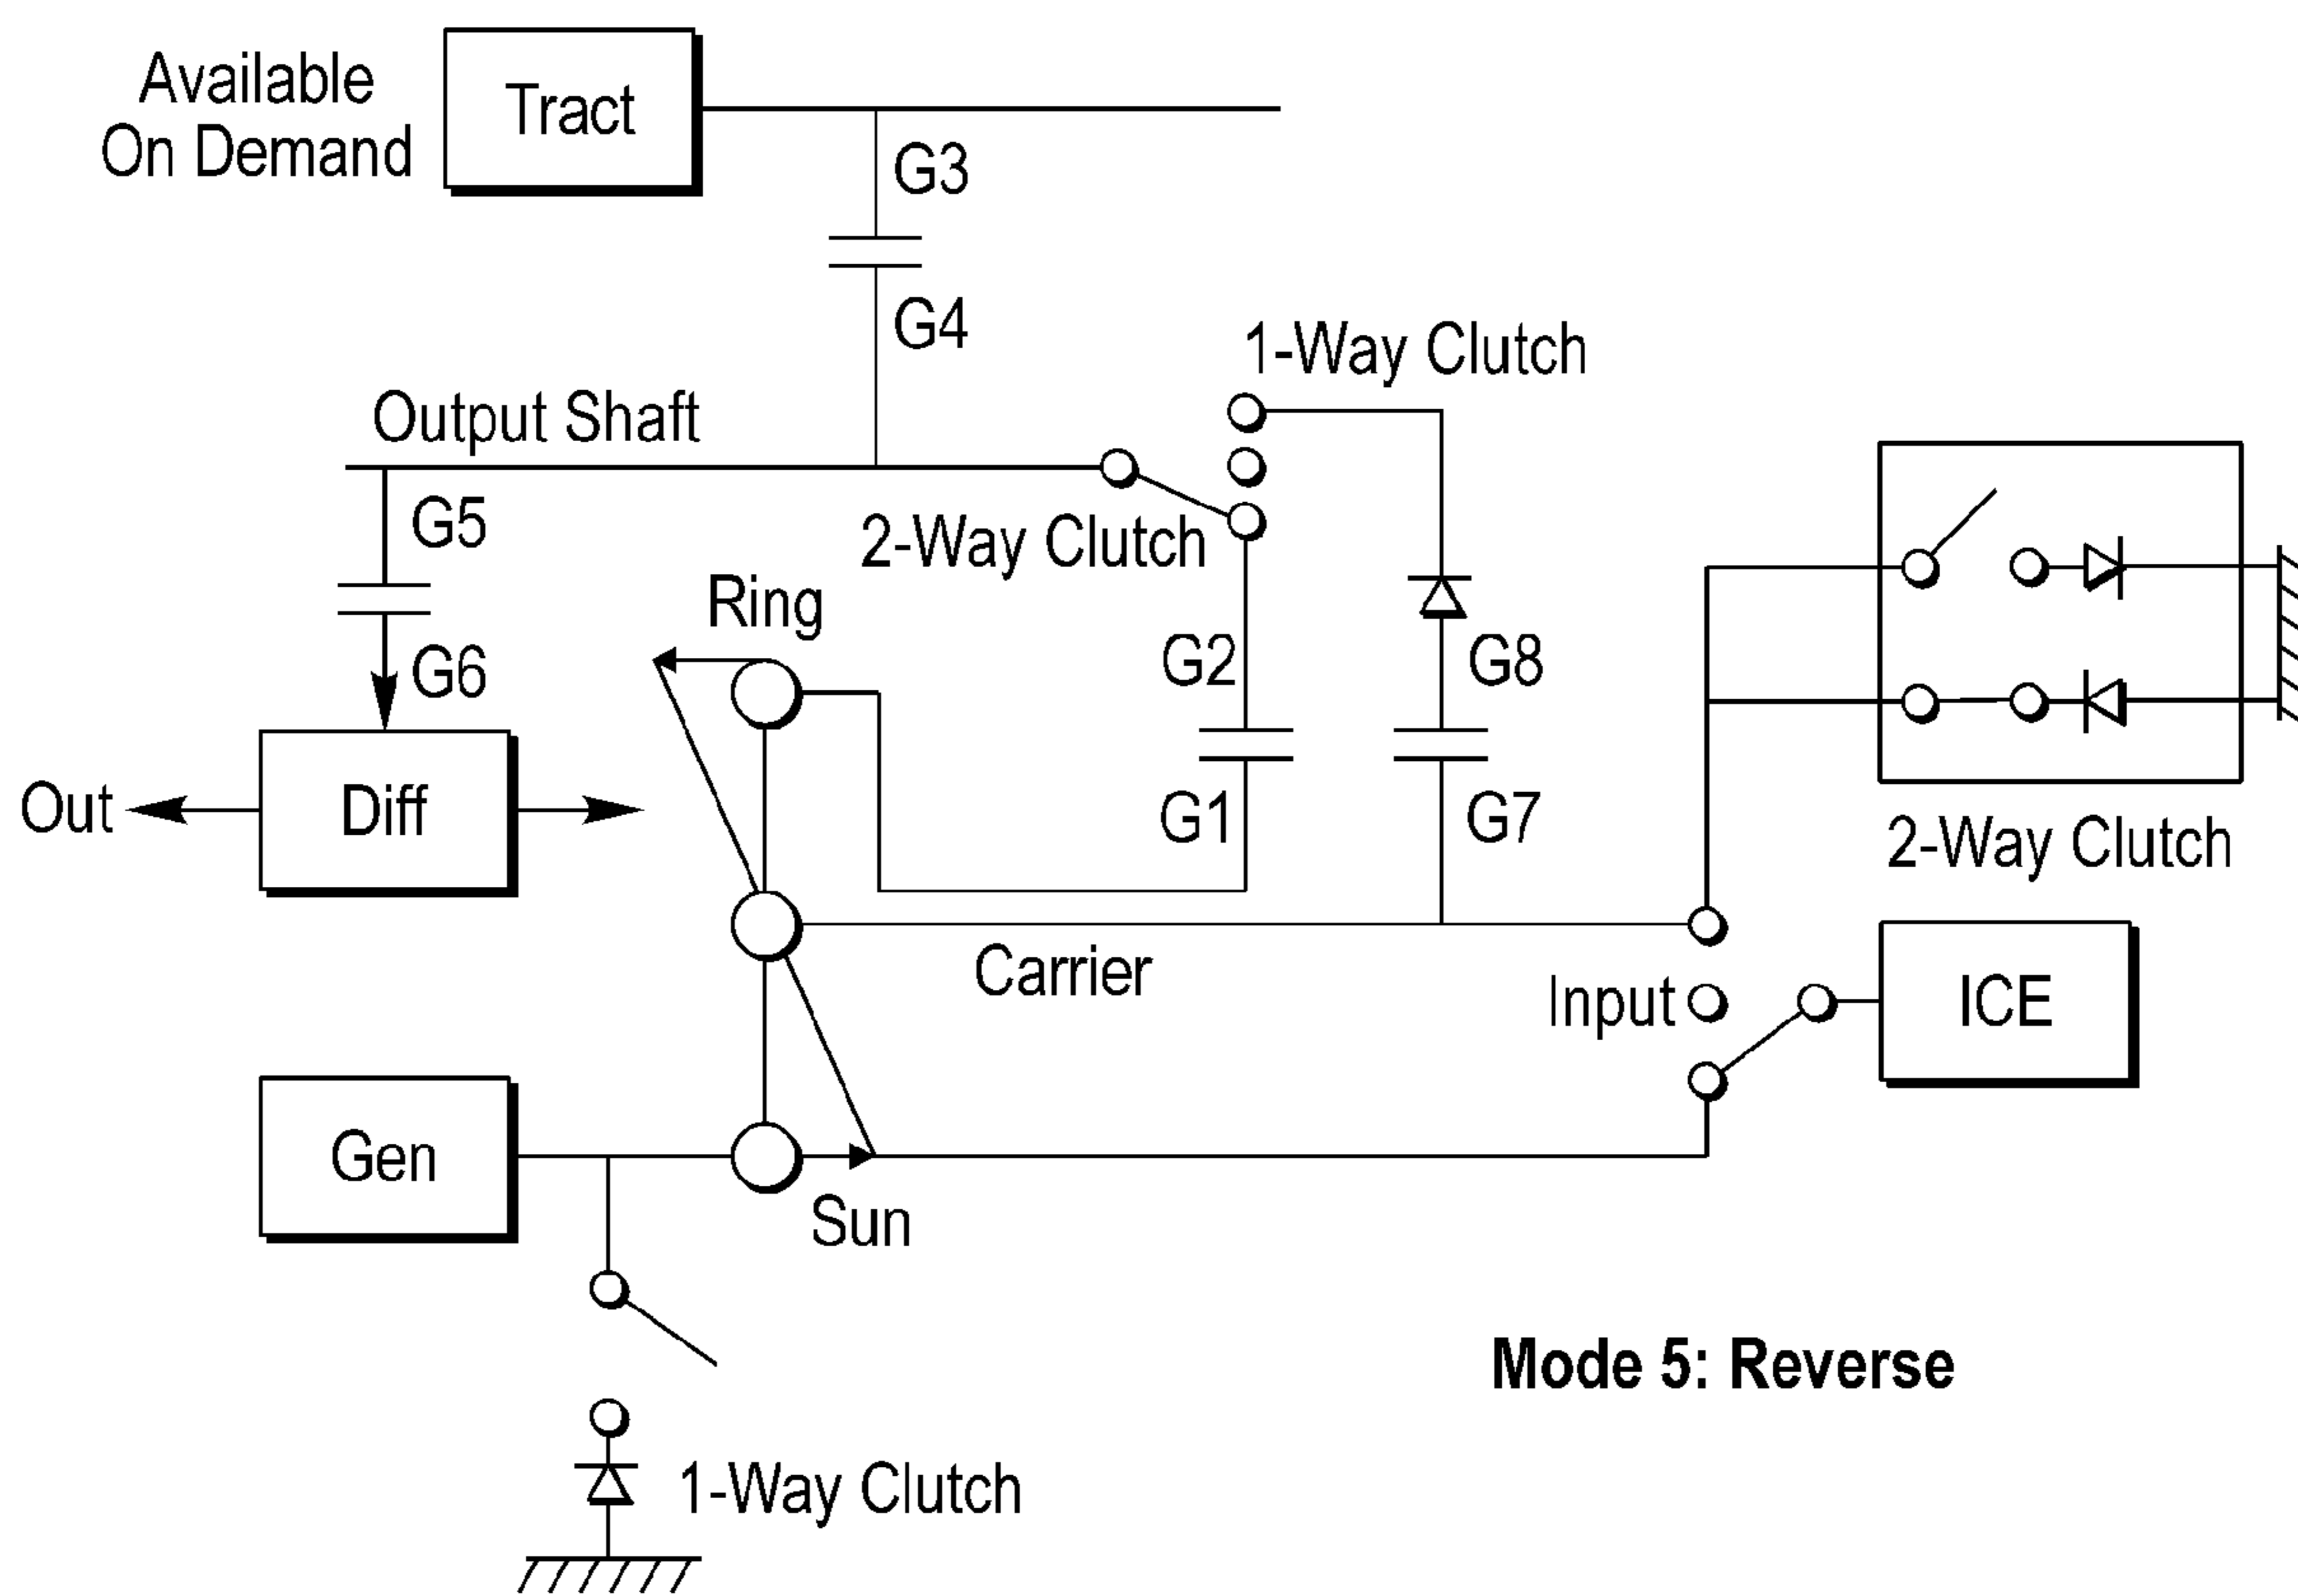 Available
On Demand
Tract
G3
G4
1-Way Clutch
Output Shaft
G5
2-Way Clutch
Ring
G6
G2
G8
Out
Diff
G1
G7
2-Way Clutch
Carrier
Input
ICE
Gen
Sun
Mode 5: Reverse
1-Way Clutch